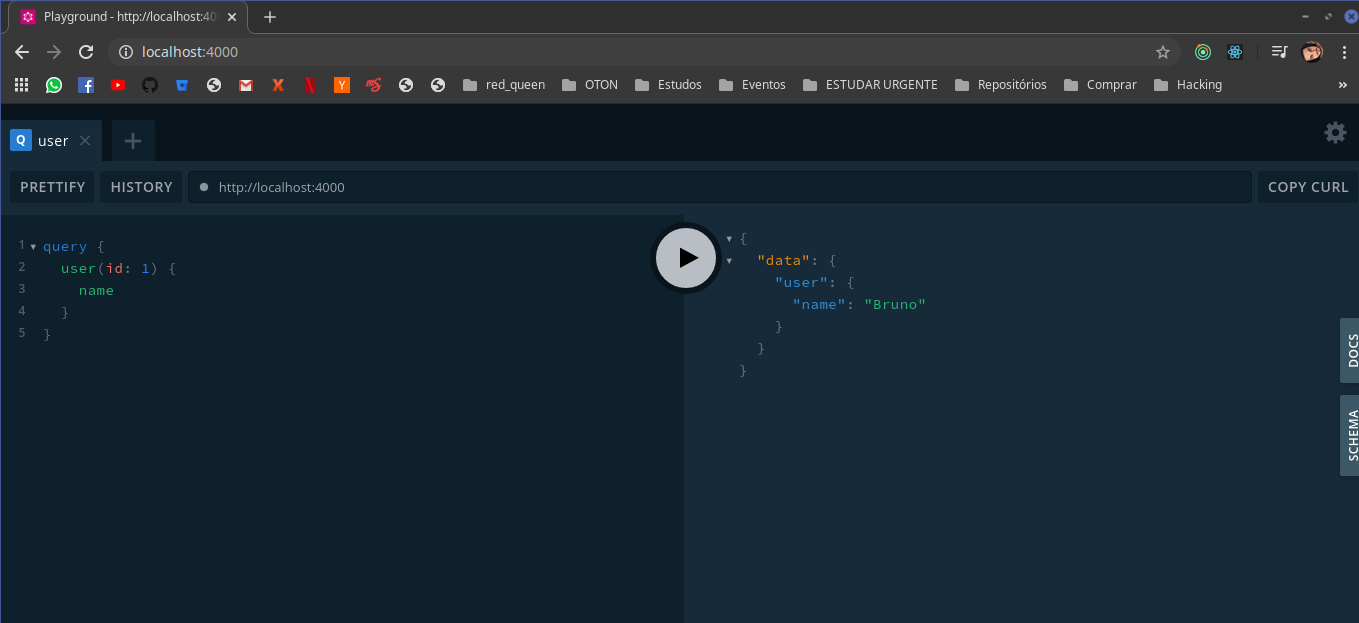 Playground - http://localhost:40
localhost:4000
red_queen OTON Estudos Eventos ESTUDAR URGENTE Repositórios Comprar Hacking »
Q user
PRETTIFY HISTORY http://localhost:4000 COPY CURL
1 query {
2 user(id: 1) {
3 name
4 }
5 }
{
"data": {
"user": {
"name": "Bruno"
}
}
}
DOCS
SCHEMA